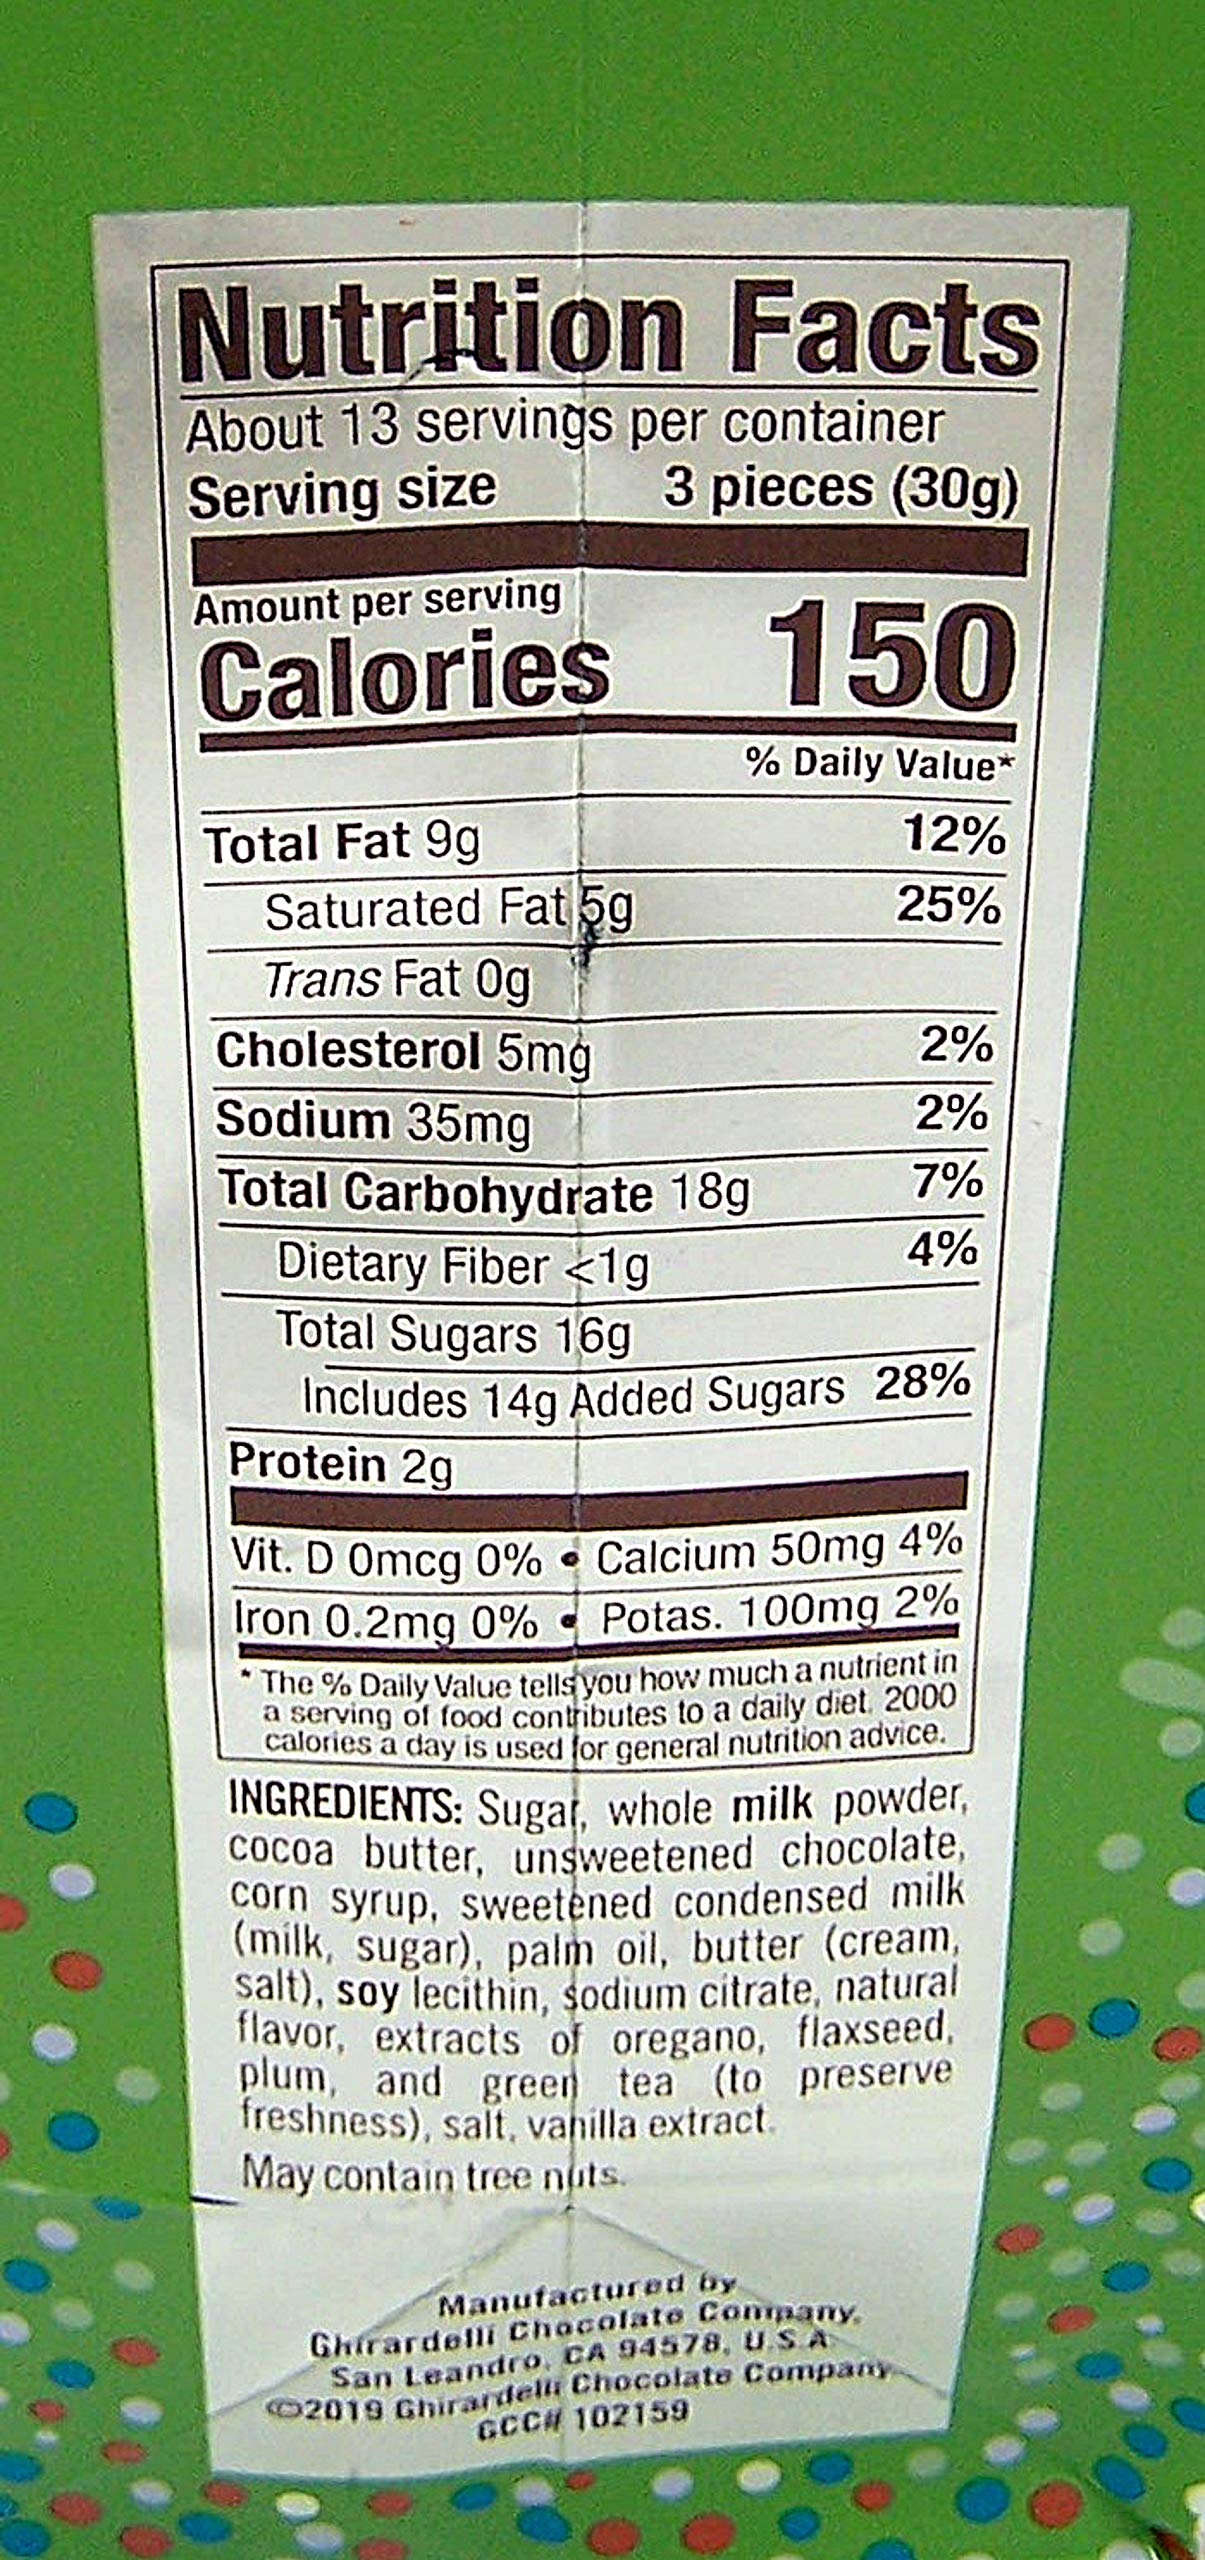 Nutrition Facts
About 13 servings per container
Serving size 3 pieces (30g)
Amount per serving
Calories 150
% Daily Value*
Total Fat 9g 12%
Saturated Fat 5g 25%
Trans Fat 0g
Cholesterol 5mg 2%
Sodium 35mg 2%
Total Carbohydrate 18g 7%
Dietary Fiber <1g 4%
Total Sugars 16g
Includes 14g Added Sugars 28%
Protein 2g
Vit. D 0mcg 0% • Calcium 50mg 4%
Iron 0.2mg 0% • Potas. 100mg 2%
* The % Daily Value tells you how much a nutrient in
a serving of food contributes to a daily diet. 2000
calories a day is used for general nutrition advice.
INGREDIENTS: Sugar, whole milk powder,
cocoa butter, unsweetened chocolate,
corn syrup, sweetened condensed milk
(milk, sugar), palm oil, butter (cream,
salt), soy lecithin, sodium citrate, natural
flavor, extracts of oregano, flaxseed,
plum, and green tea (to preserve
freshness), salt, vanilla extract.
May contain tree nuts.
Manufactured by
Ghirardelli Chocolate Company,
San Leandro, CA 94578, U.S.A
©2019 Ghirardelli Chocolate Company
GCC# 102159